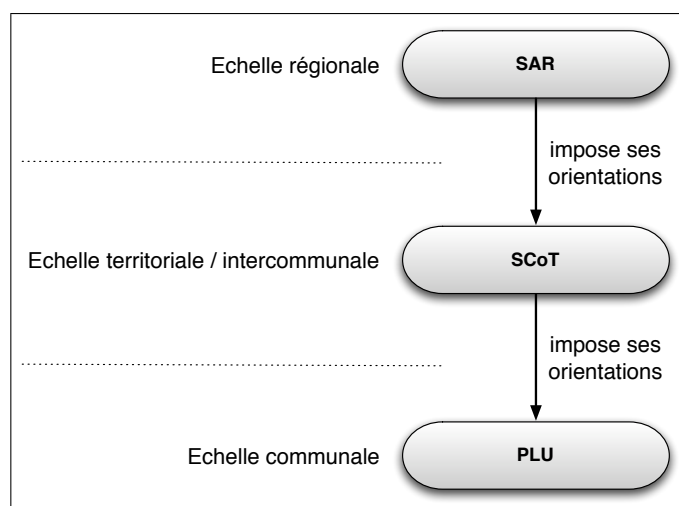 Echelle régionale
SAR
impose ses
orientations
Echelle territoriale / intercommunale
SCoT
impose ses
orientations
Echelle communale
PLU